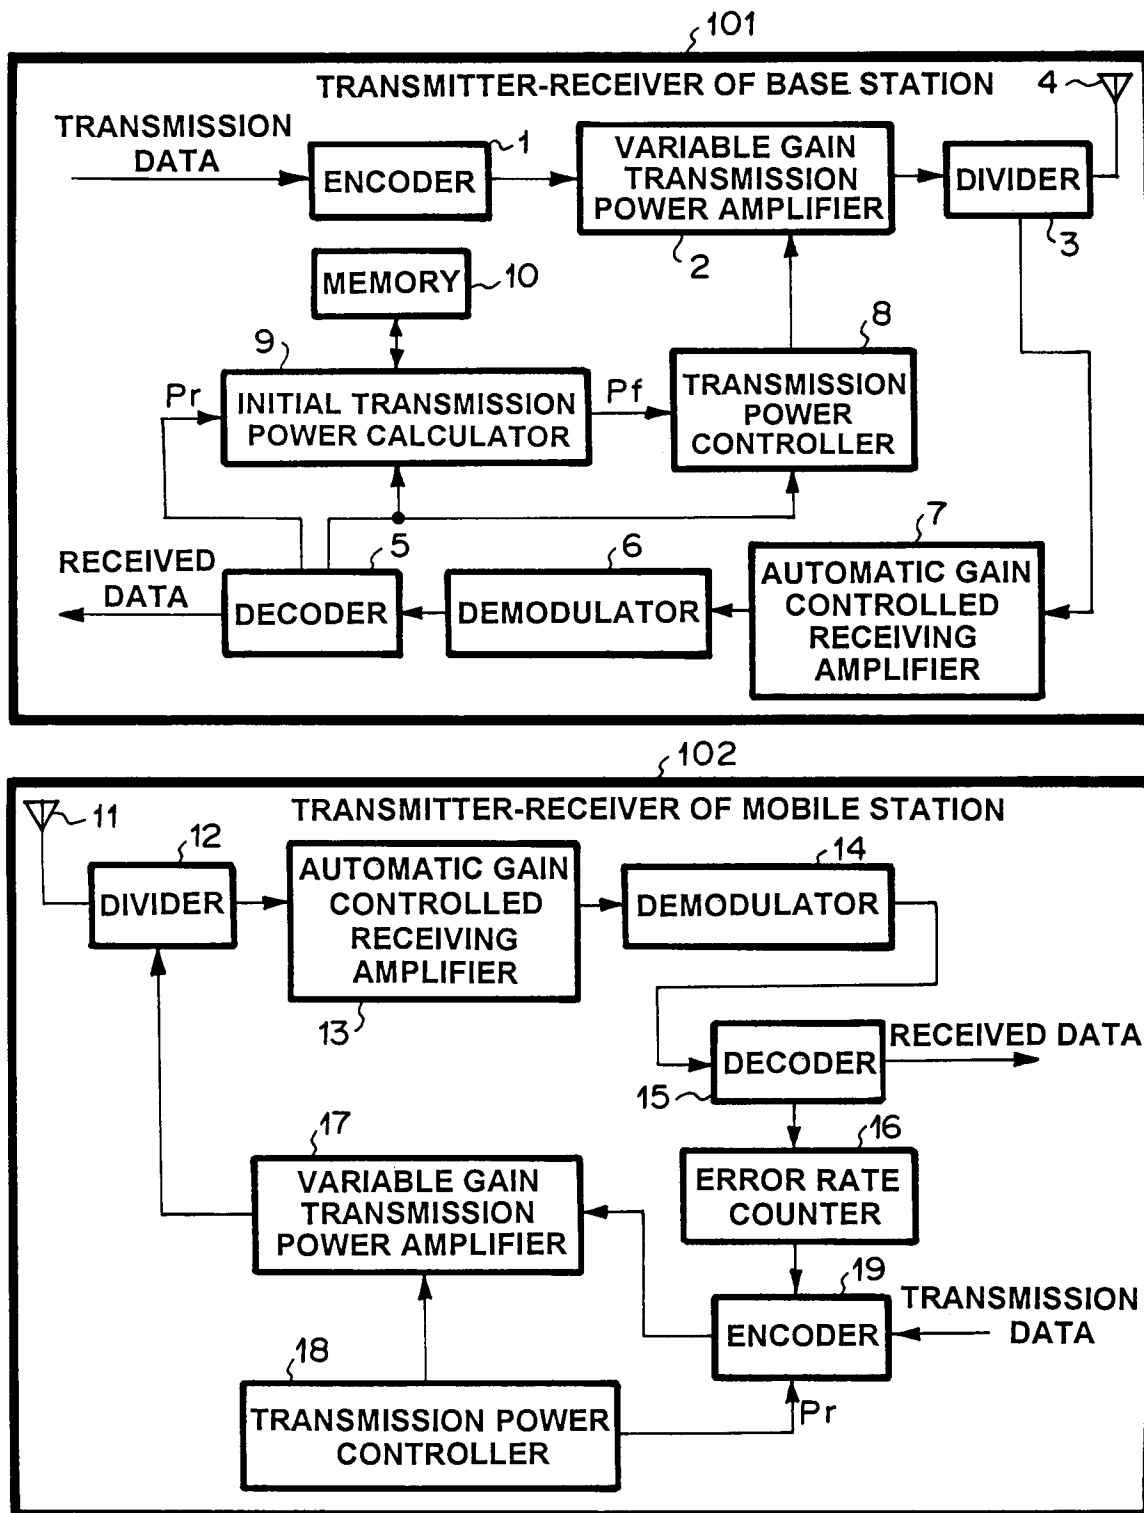 101
TRANSMITTER-RECEIVER OF BASE STATION
4
TRANSMISSION
DATA
1
ENCODER
VARIABLE GAIN
TRANSMISSION
POWER AMPLIFIER
2
DIVIDER
3
MEMORY
10
9
Pr
INITIAL TRANSMISSION
POWER CALCULATOR
Pf
8
TRANSMISSION
POWER
CONTROLLER
RECEIVED
DATA
5
DECODER
6
DEMODULATOR
7
AUTOMATIC GAIN
CONTROLLED
RECEIVING
AMPLIFIER
102
TRANSMITTER-RECEIVER OF MOBILE STATION
11
12
DIVIDER
AUTOMATIC GAIN
CONTROLLED
RECEIVING
AMPLIFIER
13
14
DEMODULATOR
DECODER
15
RECEIVED DATA
16
ERROR RATE
COUNTER
17
VARIABLE GAIN
TRANSMISSION
POWER AMPLIFIER
19
ENCODER
TRANSMISSION
DATA
18
TRANSMISSION POWER
CONTROLLER
Pr